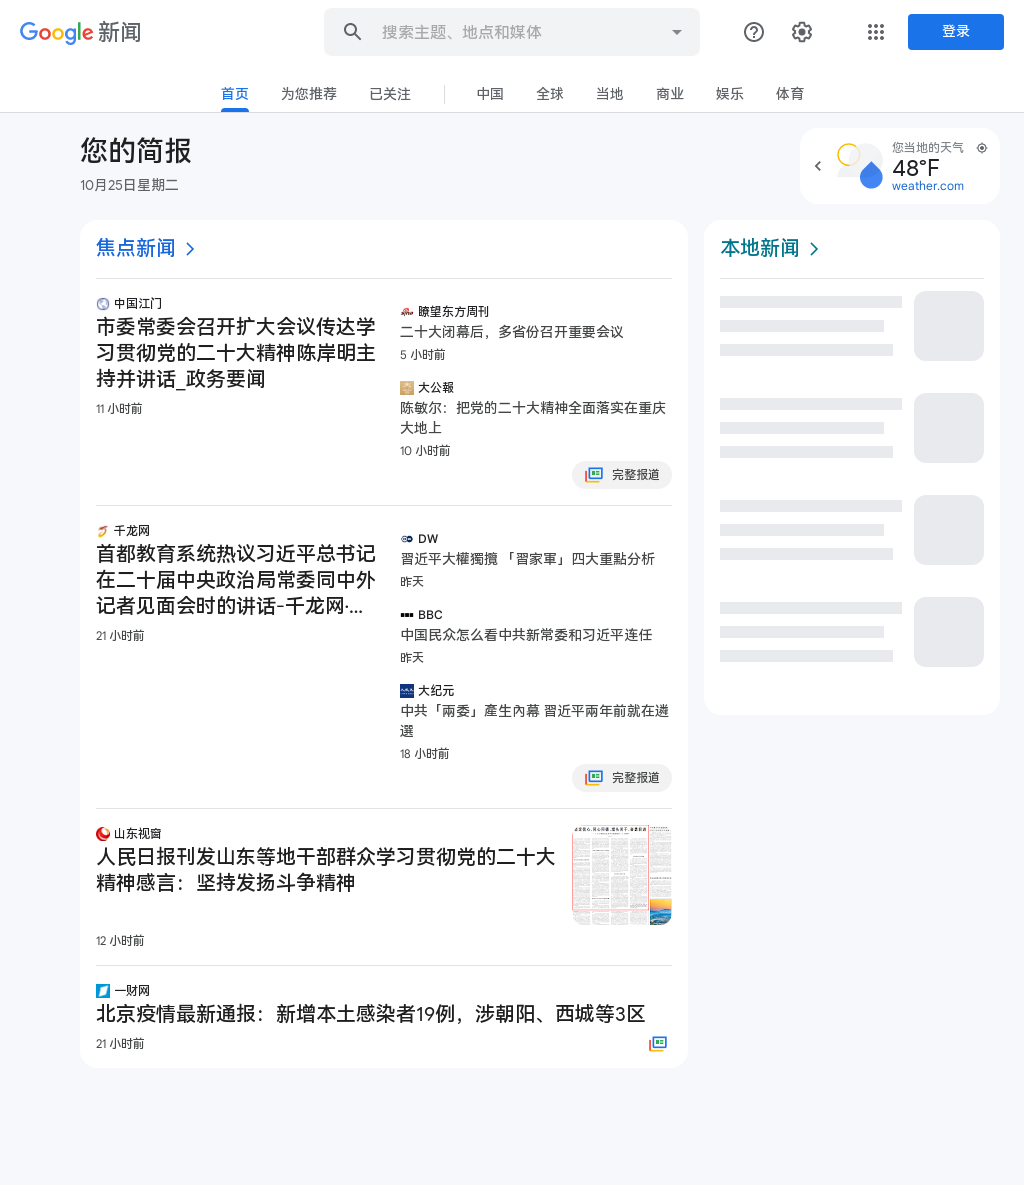 Google 新闻
搜索主题、地点和媒体
登录
首页
为您推荐
已关注
中国
全球
当地
商业
娱乐
体育
您的简报
10月25日星期二
您当地的天气
48°F
weather.com
焦点新闻
中国江门
市委常委会召开扩大会议传达学
习贯彻党的二十大精神陈岸明主
持并讲话_政务要闻
11 小时前
瞭望东方周刊
二十大闭幕后，多省份召开重要会议
5 小时前
大公報
陈敏尔：把党的二十大精神全面落实在重庆
大地上
10 小时前
完整报道
千龙网
首都教育系统热议习近平总书记
在二十届中央政治局常委同中外
记者见面会时的讲话-千龙网·...
21 小时前
DW
習近平大權獨攬 「習家軍」四大重點分析
昨天
BBC
中国民众怎么看中共新常委和习近平连任
昨天
大纪元
中共「兩委」產生內幕 習近平兩年前就在遴
選
18 小时前
完整报道
山东视窗
人民日报刊发山东等地干部群众学习贯彻党的二十大
精神感言：坚持发扬斗争精神
12 小时前
一财网
北京疫情最新通报：新增本土感染者19例，涉朝阳、西城等3区
21 小时前
本地新闻